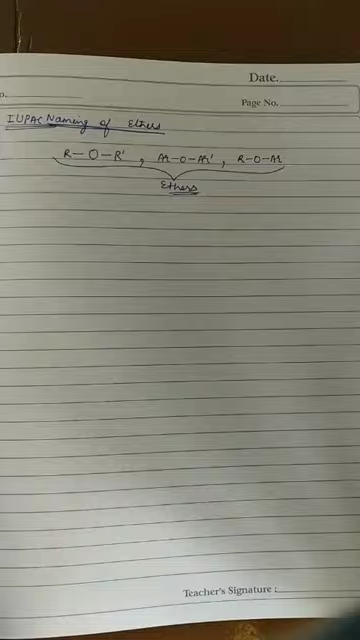 Date.
o.
Page No.
IUPAC Naming of Ethers
R-O-R' , Ar-O-Ar' , R-O-Ar
Ethers
Teacher's Signature :